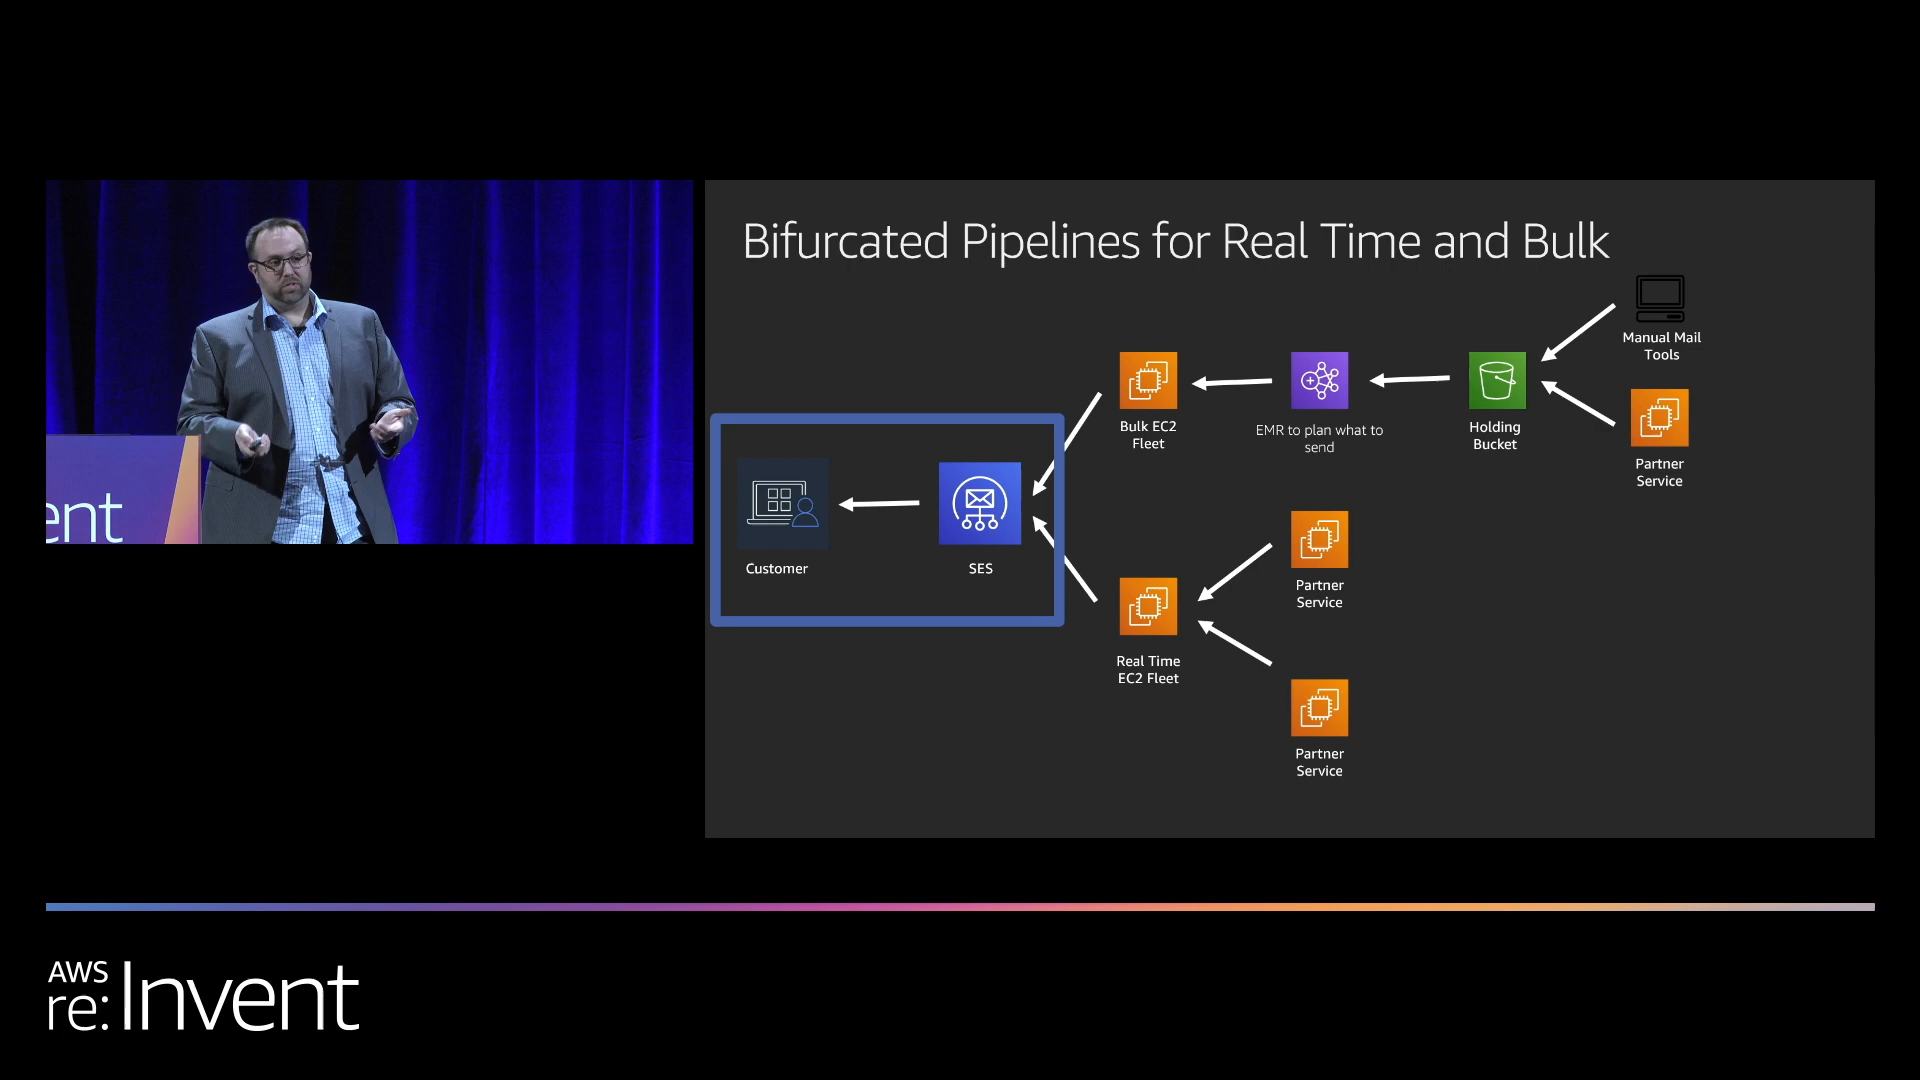 Bifurcated Pipelines for Real Time and Bulk
Manual Mail
Tools
Bulk EC2
Fleet
EMR to plan what to
send
Holding
Bucket
Partner
Service
Customer
SES
Partner
Service
Real Time
EC2 Fleet
Partner
Service
ent
AWS
re:Invent